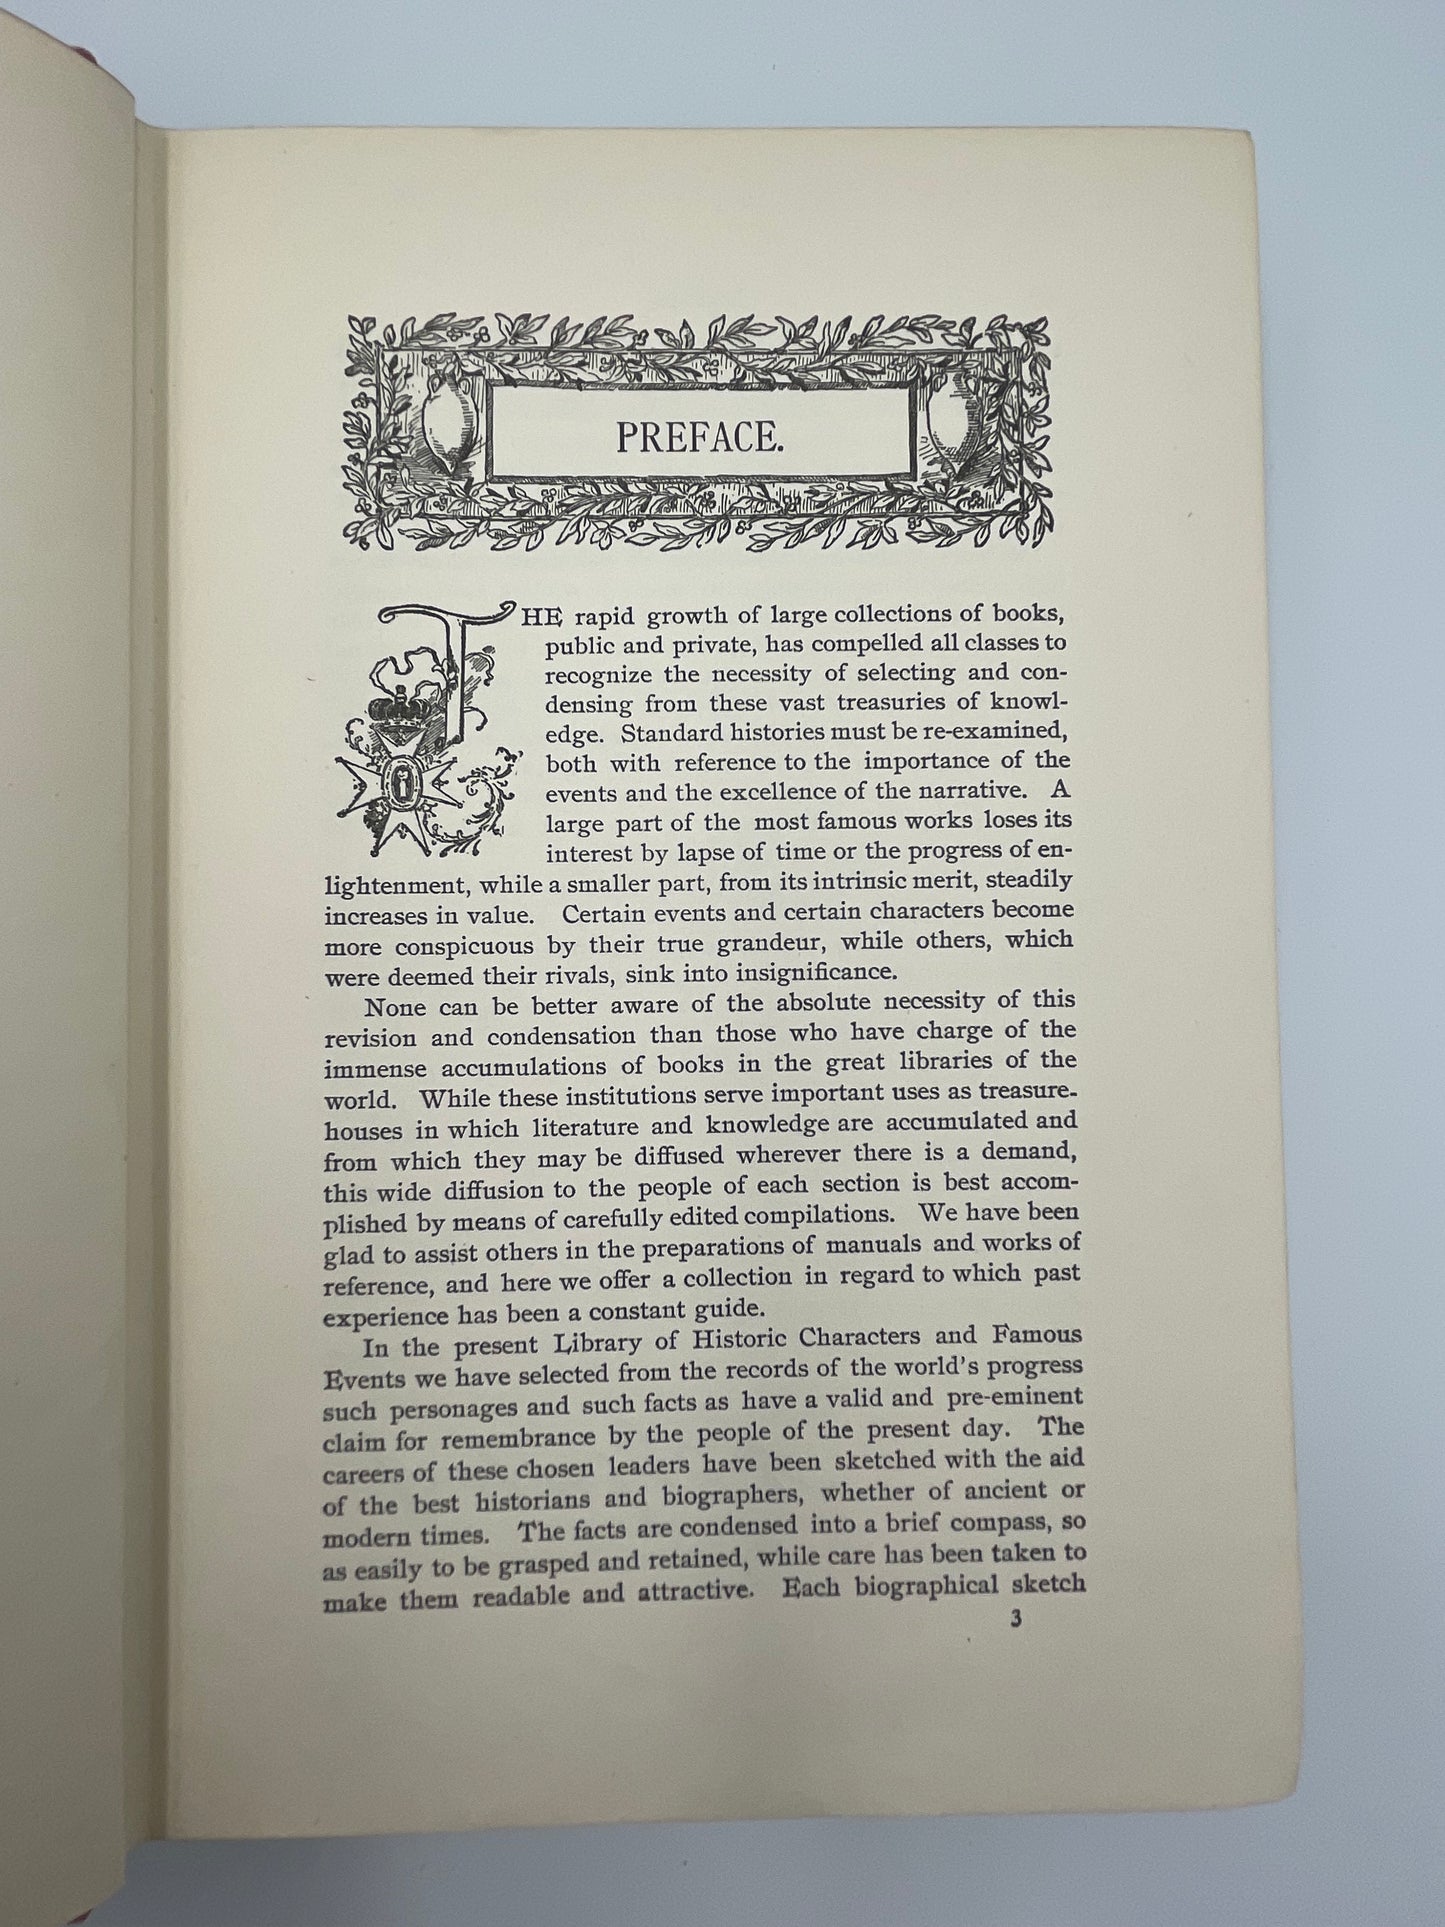 PREFACE.
THE rapid growth of large collections of books,
public and private, has compelled all classes to
recognize the necessity of selecting and con-
densing from these vast treasuries of knowl-
edge. Standard histories must be re-examined,
both with reference to the importance of the
events and the excellence of the narrative. A
large part of the most famous works loses its
interest by lapse of time or the progress of en-
lightenment, while a smaller part, from its intrinsic merit, steadily
increases in value. Certain events and certain characters become
more conspicuous by their true grandeur, while others, which
were deemed their rivals, sink into insignificance.
None can be better aware of the absolute necessity of this
revision and condensation than those who have charge of the
immense accumulations of books in the great libraries of the
world. While these institutions serve important uses as treasure-
houses in which literature and knowledge are accumulated and
from which they may be diffused wherever there is a demand,
this wide diffusion to the people of each section is best accom-
plished by means of carefully edited compilations. We have been
glad to assist others in the preparations of manuals and works of
reference, and here we offer a collection in regard to which past
experience has been a constant guide.
In the present Library of Historic Characters and Famous
Events we have selected from the records of the world's progress
such personages and such facts as have a valid and pre-eminent
claim for remembrance by the people of the present day. The
careers of these chosen leaders have been sketched with the aid
of the best historians and biographers, whether of ancient or
modern times. The facts are condensed into a brief compass, so
as easily to be grasped and retained, while care has been taken to
make them readable and attractive. Each biographical sketch
3